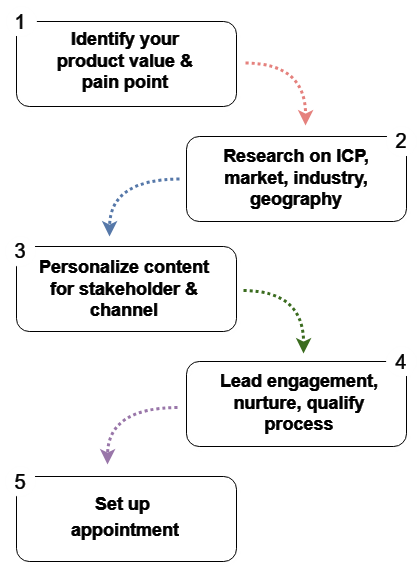 1
Identify your
product value &
pain point
2
Research on ICP,
market, industry,
geography
3
Personalize content
for stakeholder &
channel
4
Lead engagement,
nurture, qualify
process
5
Set up
appointment